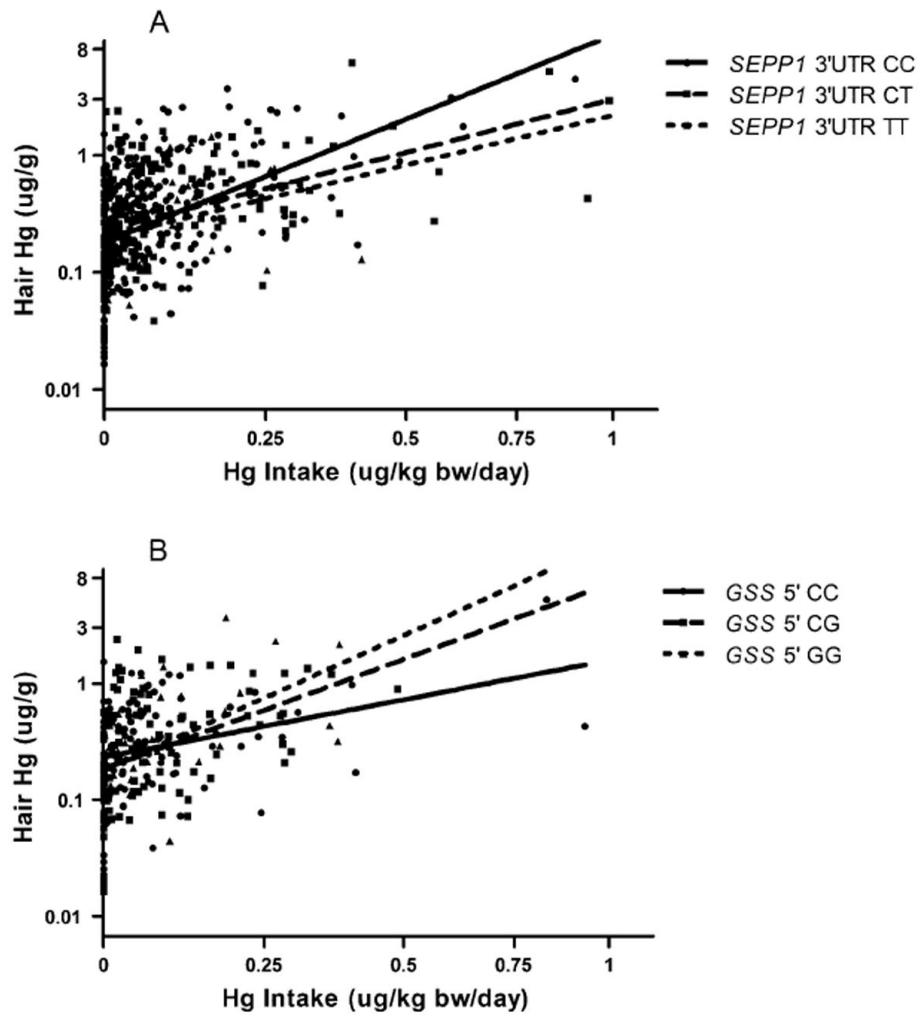 A
8
3
1
0.1
0.01
Hair Hg (ug/g)
0
0.25
0.5
0.75
1
Hg Intake (ug/kg bw/day)
SEPP1 3'UTR CC
SEPP1 3'UTR CT
SEPP1 3'UTR TT
B
8
3
1
0.1
0.01
Hair Hg (ug/g)
0
0.25
0.5
0.75
1
Hg Intake (ug/kg bw/day)
GSS 5' CC
GSS 5' CG
GSS 5' GG